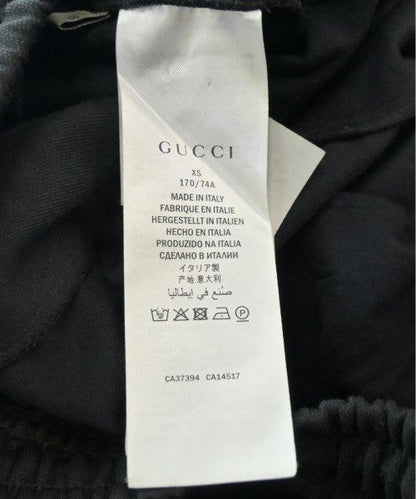 GUCCI
XS
170/74A
MADE IN ITALY
FABRIQUE EN ITALIE
HERGESTELLT IN ITALIEN
HECHO EN ITALIA
PRODUZIDO NA ITALIA
СДЕЛАНО В ИТАЛИИ
イタリア製
产地:意大利
صنع في إيطاليا
CA37394 CA14517